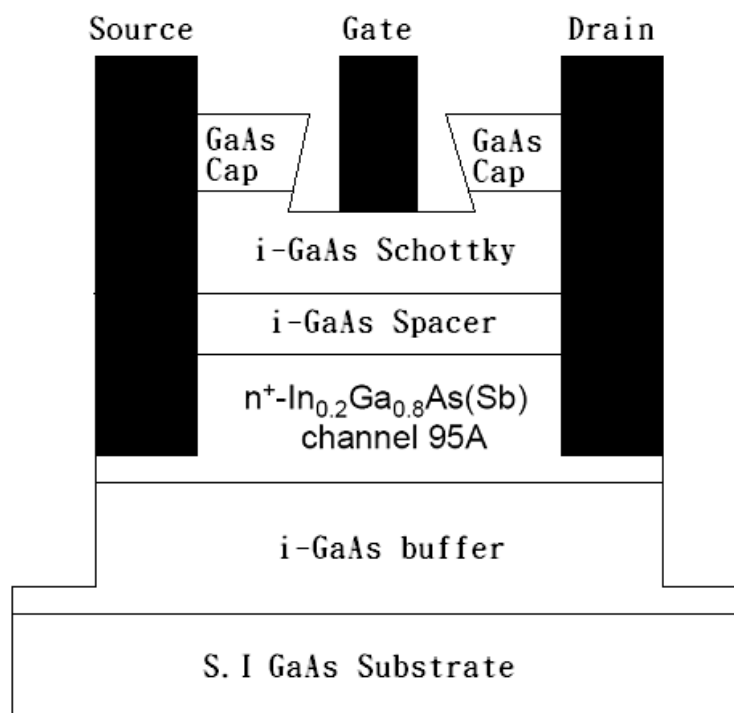 Source Gate Drain
GaAs GaAs
Cap Cap
i-GaAs Schottky
i-GaAs Spacer
n⁺-In₀.₂Ga₀.₈As(Sb)
channel 95A
i-GaAs buffer
S.I GaAs Substrate